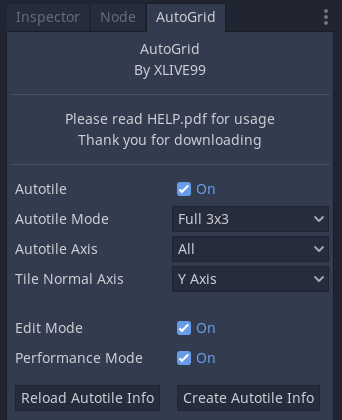 Inspector Node AutoGrid
AutoGrid
By XLIVE99
Please read HELP.pdf for usage
Thank you for downloading
Autotile On
Autotile Mode Full 3x3
Autotile Axis All
Tile Normal Axis Y Axis
Edit Mode On
Performance Mode On
Reload Autotile Info Create Autotile Info